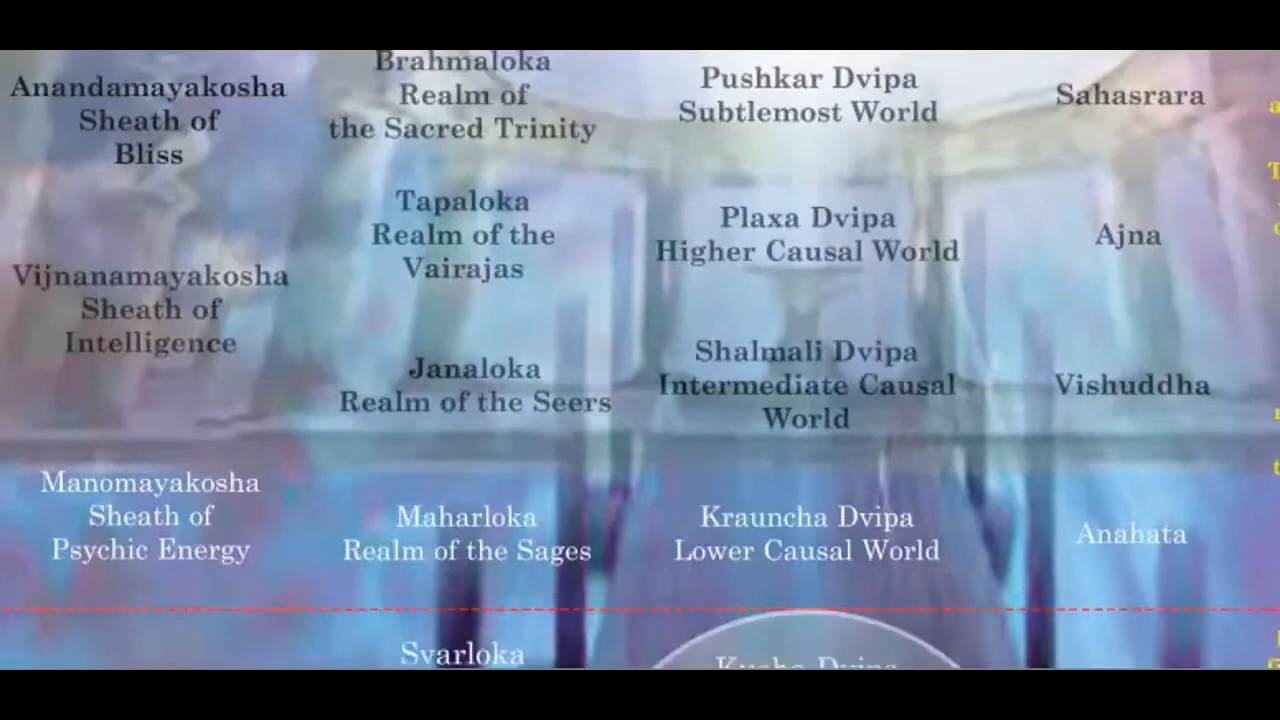 Anandamayakosha
Sheath of
Bliss
Vijnanamayakosha
Sheath of
Intelligence
Manomayakosha
Sheath of
Psychic Energy
Brahmaloka
Realm of
the Sacred Trinity
Tapaloka
Realm of the
Vairajas
Janaloka
Realm of the Seers
Maharloka
Realm of the Sages
Svarloka
Pushkar Dvipa
Subtlemost World
Plaxa Dvipa
Higher Causal World
Shalmali Dvipa
Intermediate Causal
World
Krauncha Dvipa
Lower Causal World
Sahasrara
Ajna
Vishuddha
Anahata